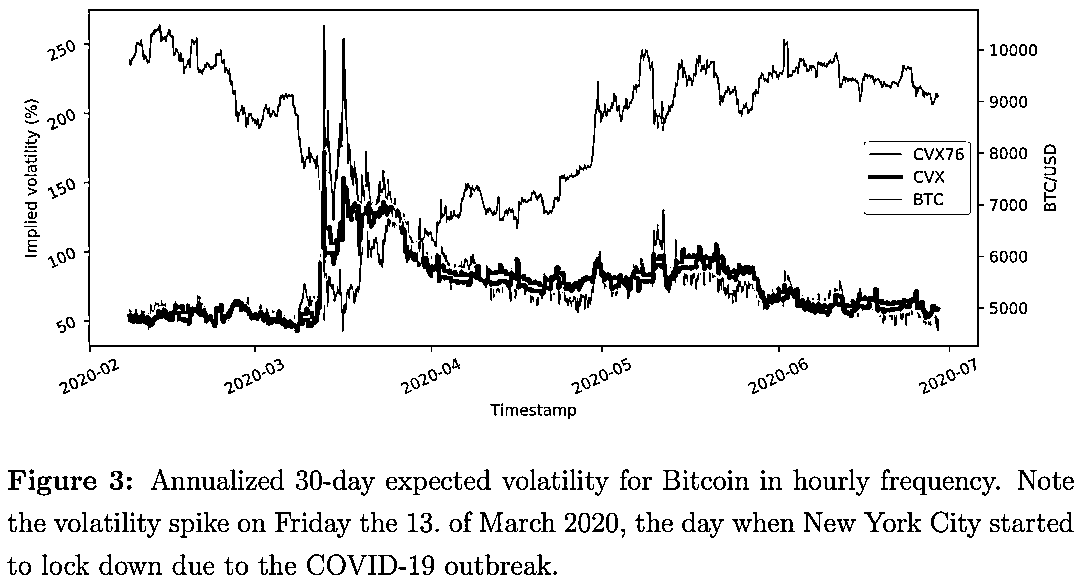 250
200
150
100
50
Implied volatility (%)
10000
9000
8000
7000
6000
5000
BTC/USD
CVX76
CVX
BTC
2020-02
2020-03
2020-04
2020-05
2020-06
2020-07
Timestamp
Figure 3: Annualized 30-day expected volatility for Bitcoin in hourly frequency. Note
the volatility spike on Friday the 13. of March 2020, the day when New York City started
to lock down due to the COVID-19 outbreak.